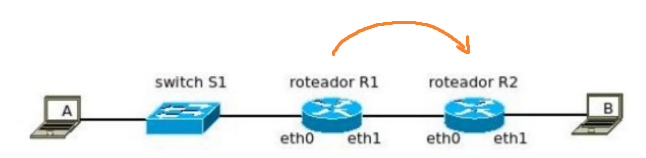 switch S1
roteador R1
roteador R2
A
B
eth0
eth1
eth0
eth1